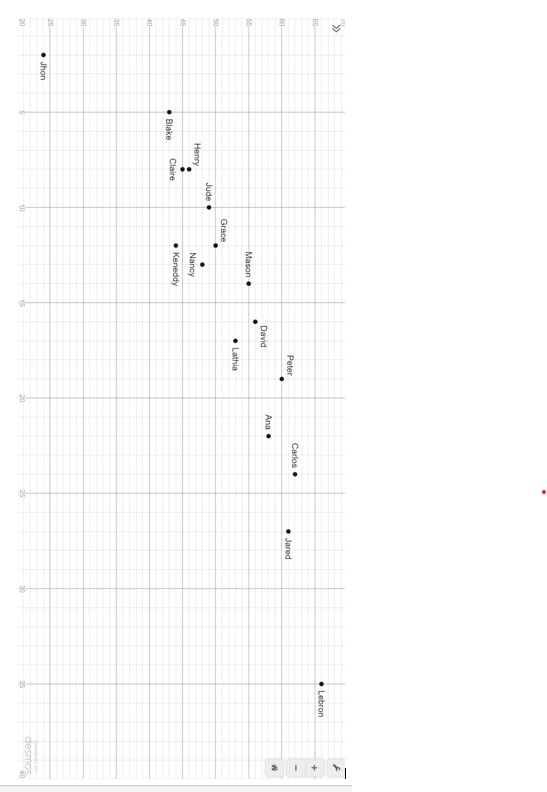 20
25
30
35
40
45
50
55
60
65
70
5
10
15
20
25
30
35
40
Jhon
Blake
Henry
Claire
Jude
Grace
Keneddy
Nancy
Mason
David
Lathia
Peter
Ana
Carlos
Jared
Lebron
desmos